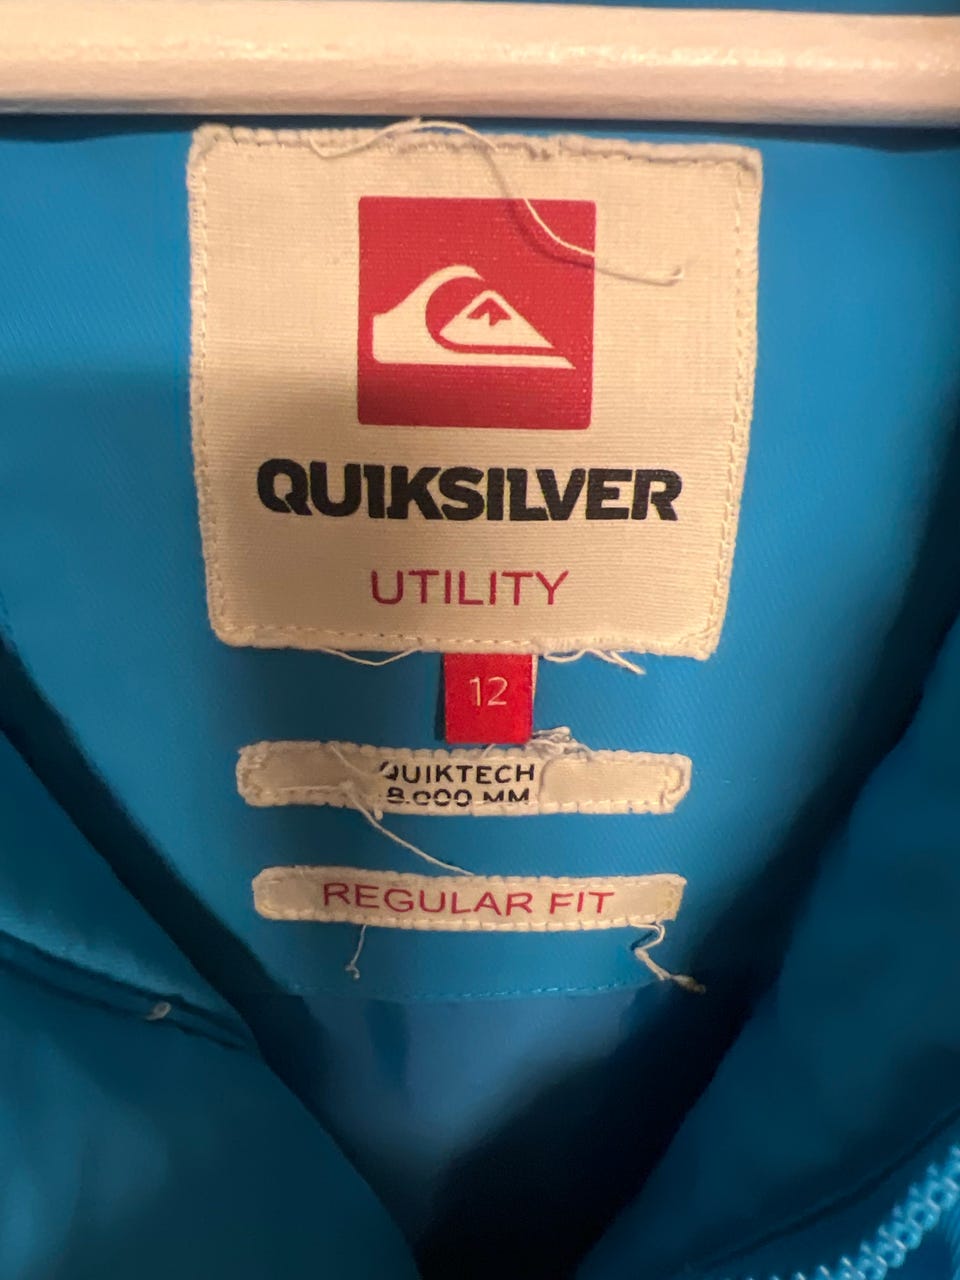 QUIKSILVER
UTILITY
12
QUIKTECH
8.000 MM
REGULAR FIT